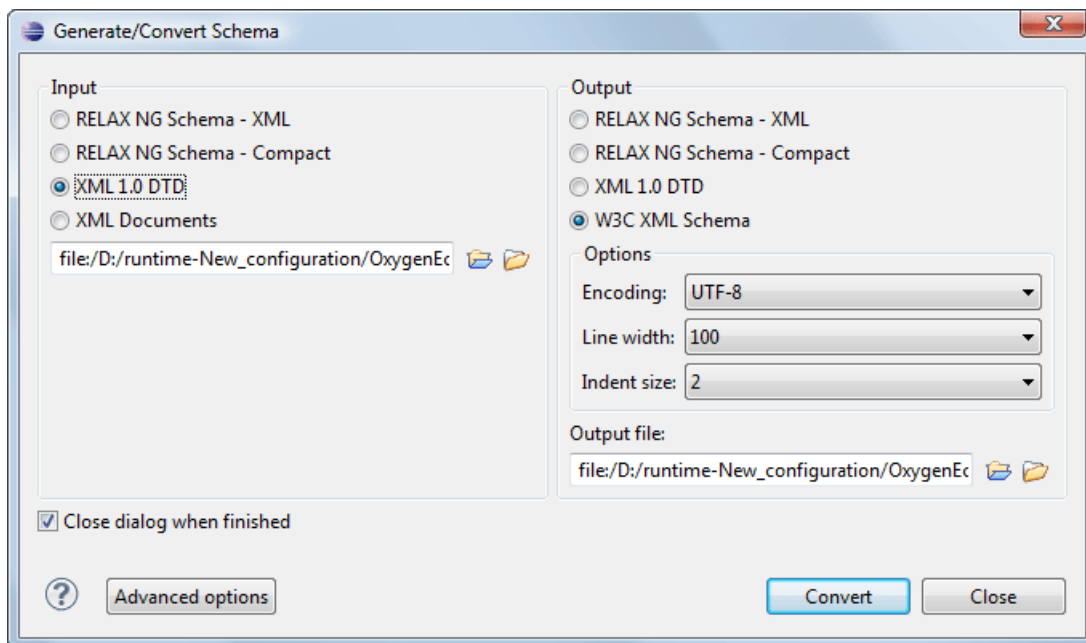 Generate/Convert Schema
Input
RELAX NG Schema - XML
RELAX NG Schema - Compact
XML 1.0 DTD
XML Documents
file:/D:/runtime-New_configuration/OxygenEc
Output
RELAX NG Schema - XML
RELAX NG Schema - Compact
XML 1.0 DTD
W3C XML Schema
Options
Encoding: UTF-8
Line width: 100
Indent size: 2
Output file:
file:/D:/runtime-New_configuration/OxygenEc
Close dialog when finished
? Advanced options Convert Close